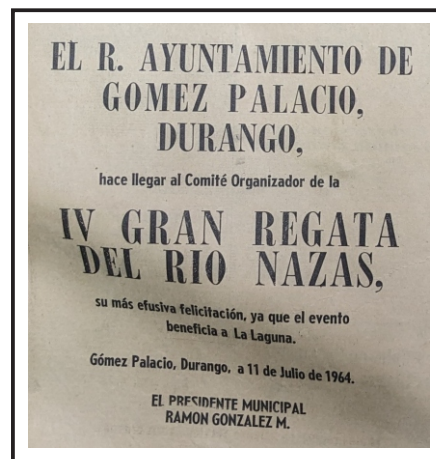 EL R. AYUNTAMIENTO DE
GOMEZ PALACIO,
DURANGO,
hace llegar al Comité Organizador de la
IV GRAN REGATA
DEL RIO NAZAS,
su más efusiva felicitación, ya que el evento
beneficia a La Laguna.
Gómez Palacio, Durango, a 11 de Julio de 1964.
EL PRESIDENTE MUNICIPAL
RAMON GONZALEZ M.